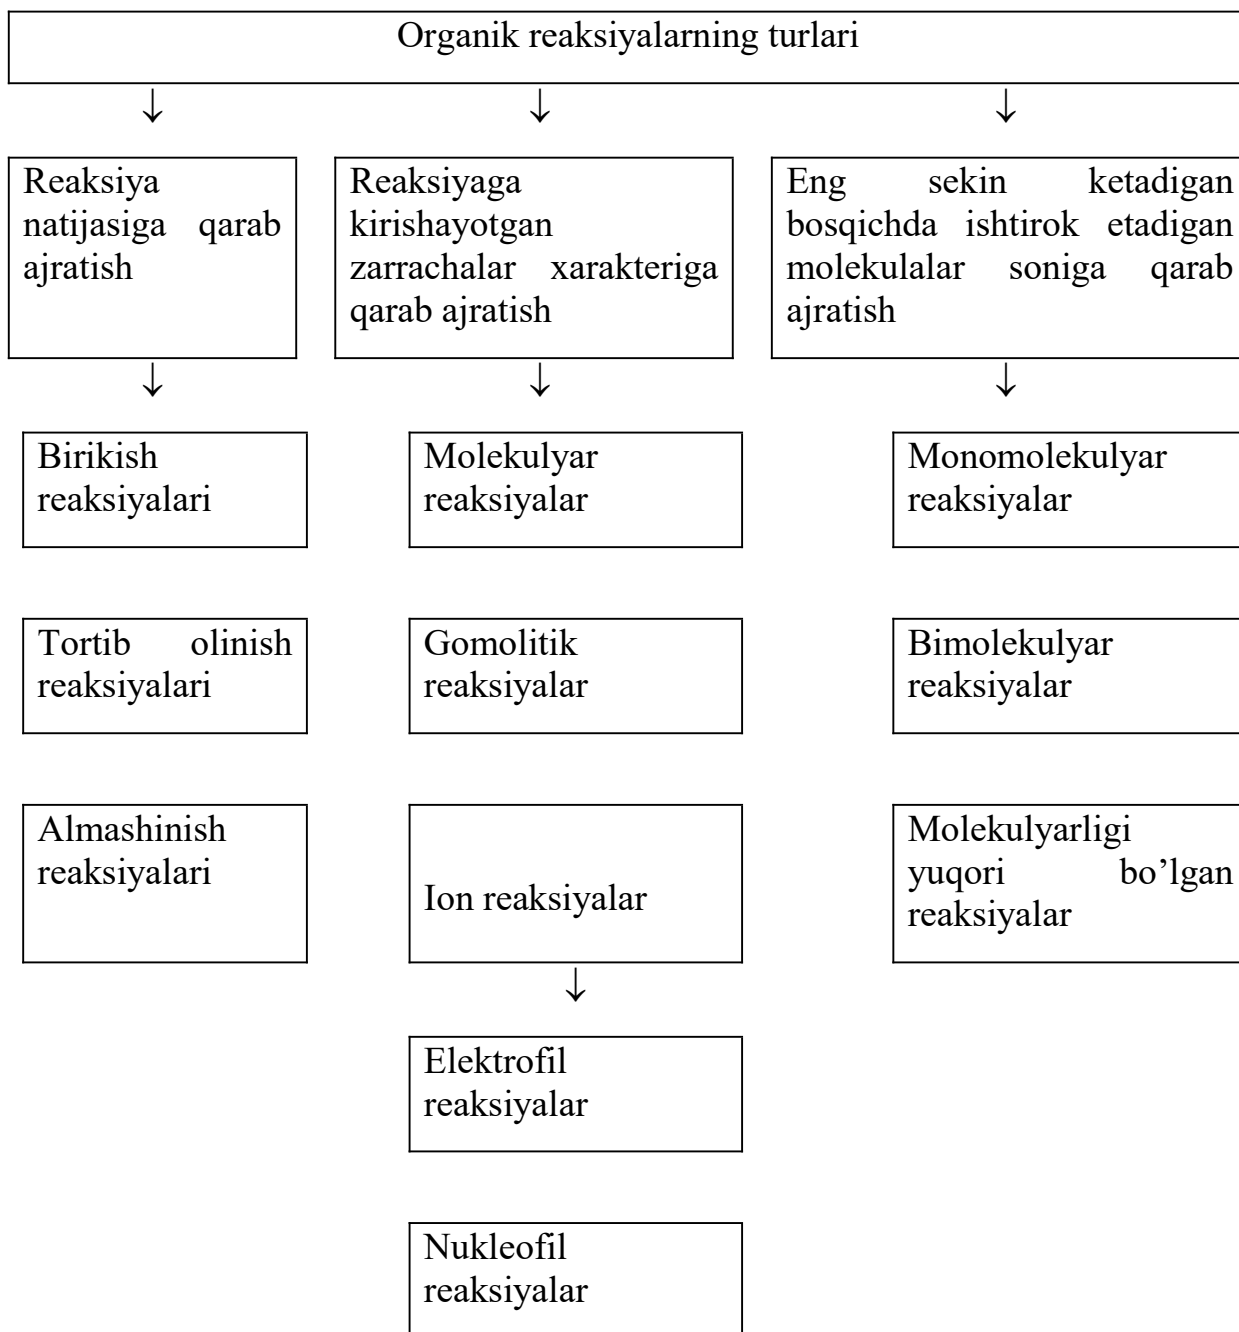 Organik reaksiyalarning turlari
Reaksiya
natijasiga qarab
ajratish
Reaksiyaga
kirishayotgan
zarrachalar xarakteriga
qarab ajratish
Eng sekin ketadigan
bosqichda ishtirok etadigan
molekulalar soniga qarab
ajratish
Birikish
reaksiyalari
Molekulyar
reaksiyalar
Monomolekulyar
reaksiyalar
Tortib olinish
reaksiyalari
Gomolitik
reaksiyalar
Bimolekulyar
reaksiyalar
Almashinish
reaksiyalari
Ion reaksiyalar
Molekulyarligi
yuqori bo’lgan
reaksiyalar
Elektrofil
reaksiyalar
Nukleofil
reaksiyalar